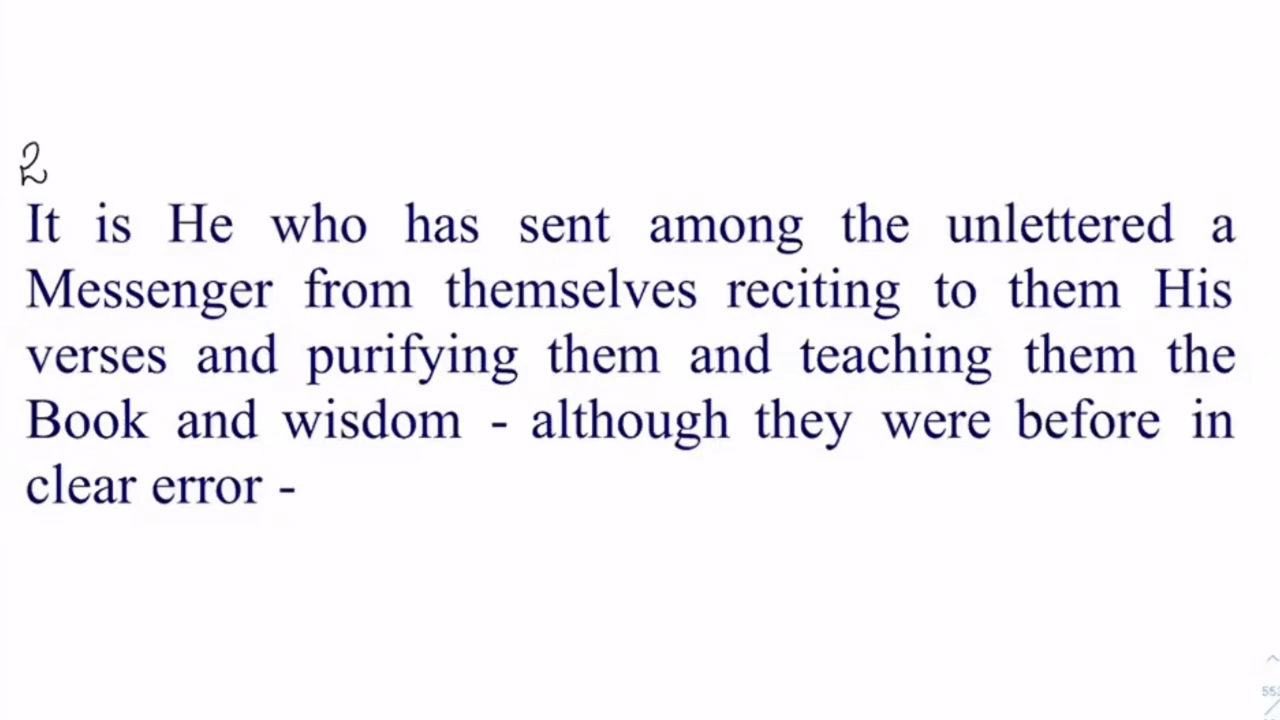 2
It is He who has sent among the unlettered a
Messenger from themselves reciting to them His
verses and purifying them and teaching them the
Book and wisdom - although they were before in
clear error -